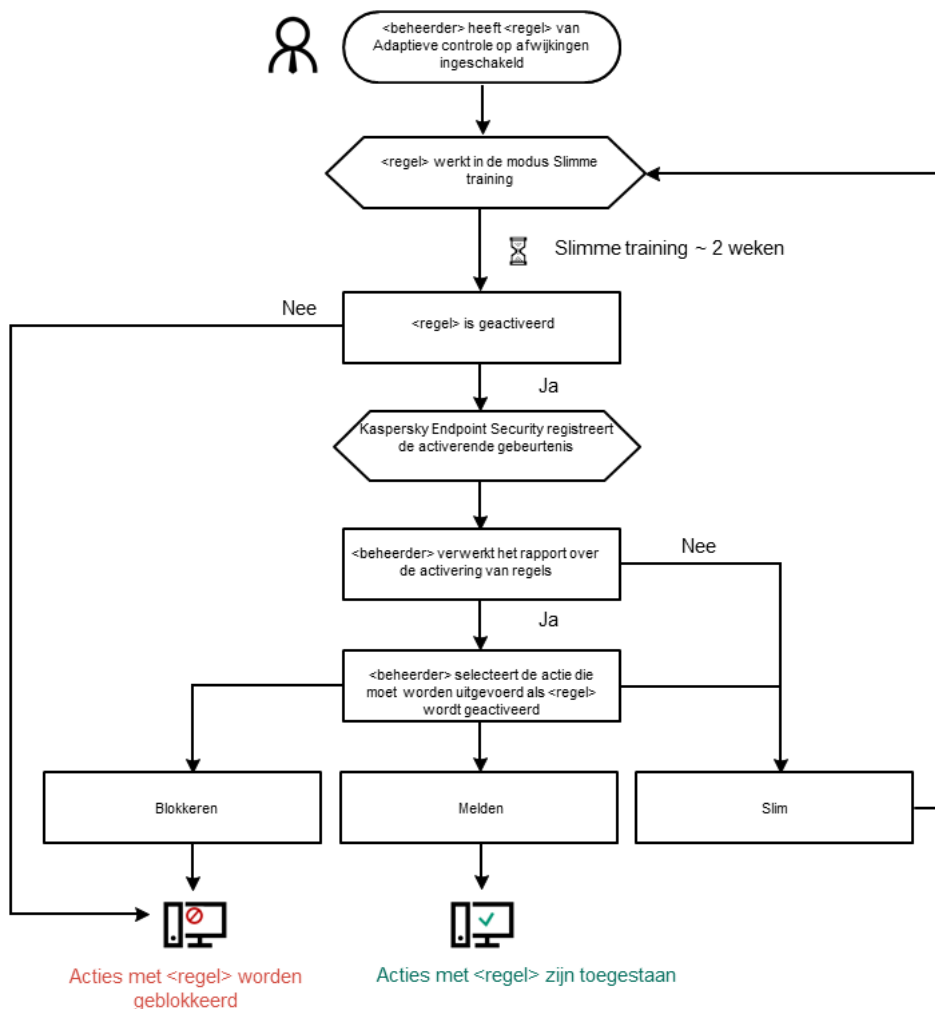 <beheerder> heeft <regel> van
Adaptieve controle op afwijkingen
ingeschakeld
<regel> werkt in de modus Slimme
training
Slimme training ~ 2 weken
Nee
<regel> is geactiveerd
Ja
Kaspersky Endpoint Security registreert
de activerende gebeurtenis
<beheerder> verwerkt het rapport over
de activering van regels
Nee
Ja
<beheerder> selecteert de actie die
moet worden uitgevoerd als <regel>
wordt geactiveerd
Blokkeren
Melden
Slim
Acties met <regel> worden
geblokkeerd
Acties met <regel> zijn toegestaan